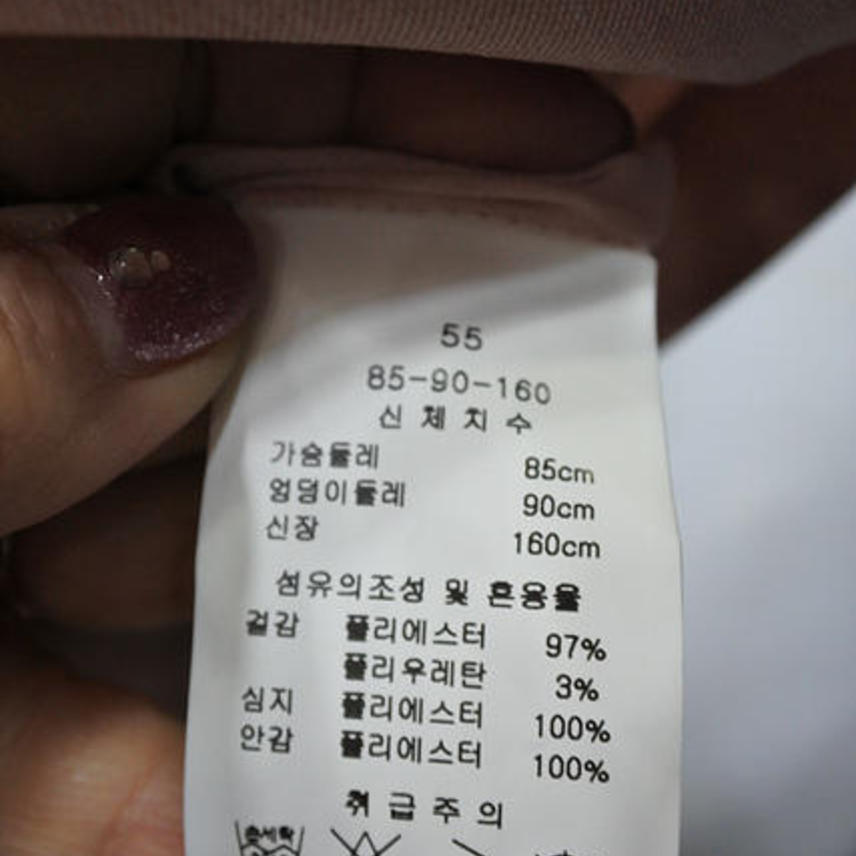 55
85-90-160
신체치수
가슴둘레 85cm
엉덩이둘레 90cm
신장 160cm
섬유의조성 및 혼용율
겉감 폴리에스터 97%
폴리우레탄 3%
심지 폴리에스터 100%
안감 폴리에스터 100%
취급주의
손세탁